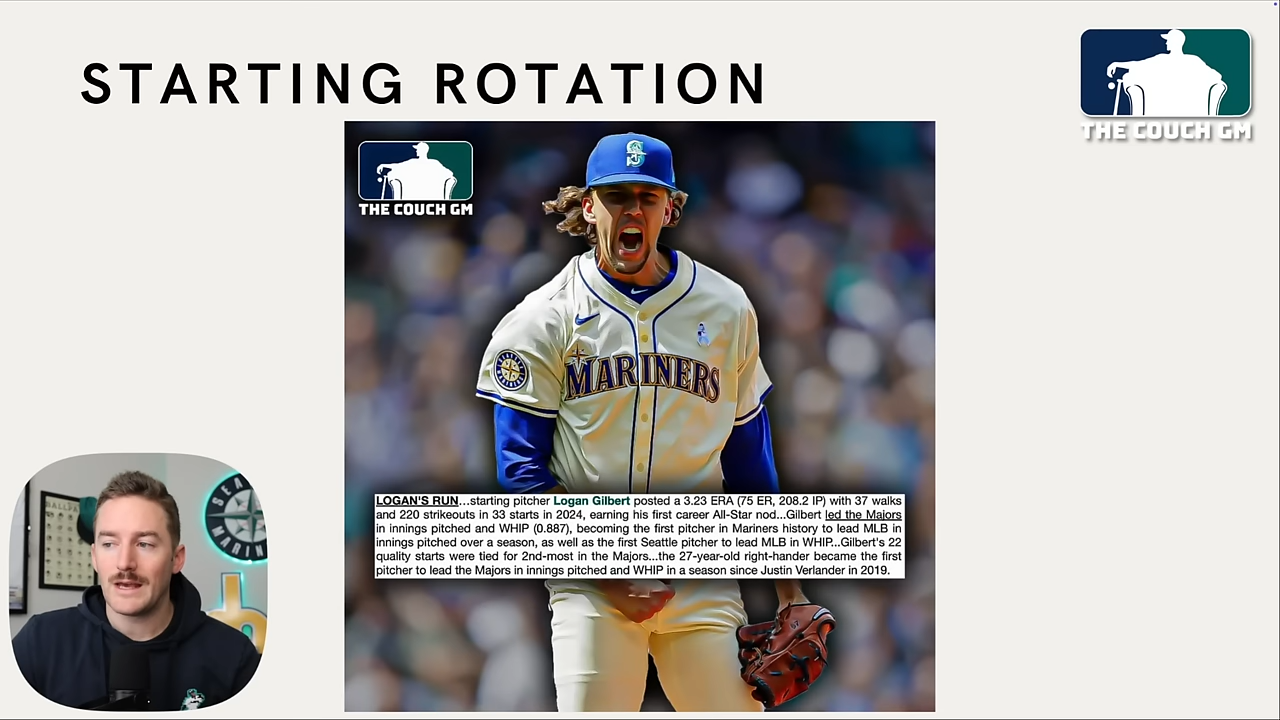 STARTING ROTATION
THE COUCH GM
THE COUCH GM
S
MARINERS
LOGAN'S RUN...starting pitcher Logan Gilbert posted a 3.23 ERA (75 ER, 208.2 IP) with 37 walks
and 220 strikeouts in 33 starts in 2024, earning his first career All-Star nod...Gilbert led the Majors
in innings pitched and WHIP (0.887), becoming the first pitcher in Mariners history to lead MLB in
innings pitched over a season, as well as the first Seattle pitcher to lead MLB in WHIP...Gilbert's 22
quality starts were tied for 2nd-most in the Majors...the 27-year-old right-hander became the first
pitcher to lead the Majors in innings pitched and WHIP in a season since Justin Verlander in 2019.